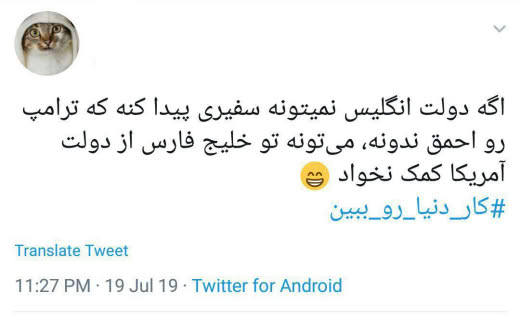 اگه دولت انگلیس نمیتونه سفیری پیدا کنه که ترامپ
رو احمق ندونه، می‌تونه تو خلیج فارس از دولت
آمریکا کمک نخواد 😄
#کار_دنیا_رو_ببین
Translate Tweet
11:27 PM · 19 Jul 19 · Twitter for Android